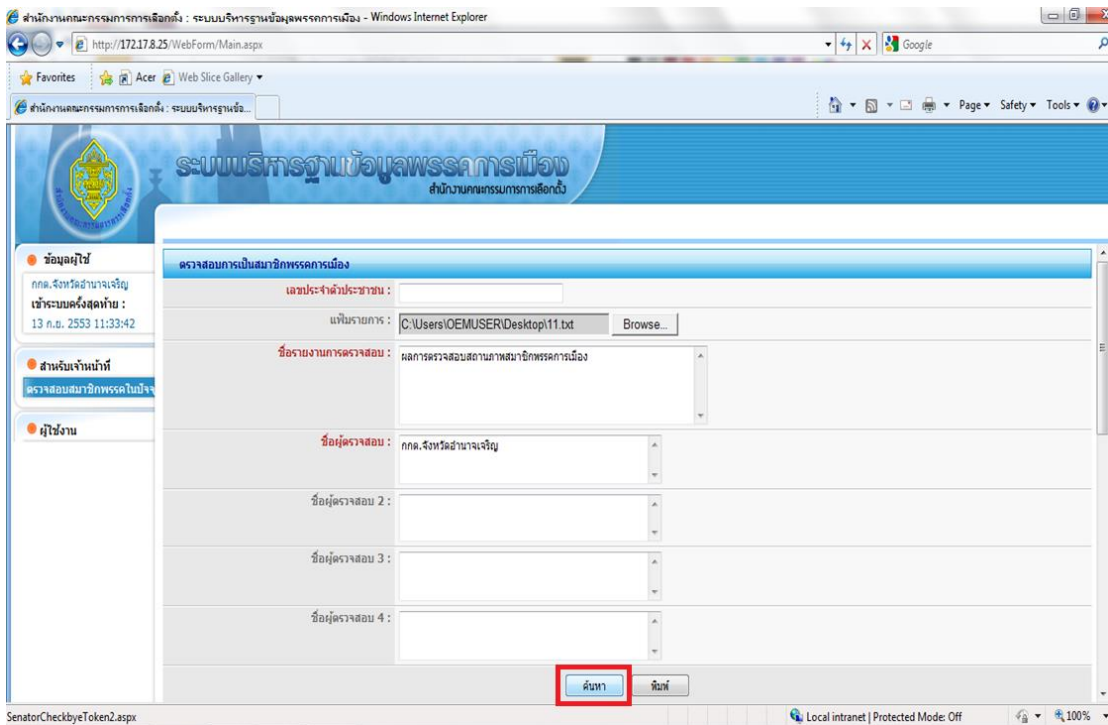 สำนักงานคณะกรรมการการเลือกตั้ง : ระบบบริหารฐานข้อมูลพรรคการเมือง - Windows Internet Explorer
http://172.17.8.25/WebForm/Main.aspx
Google
Favorites Acer Web Slice Gallery
สำนักงานคณะกรรมการการเลือกตั้ง : ระบบบริหารฐานข้อ...
Page Safety Tools
ระบบบริหารฐานข้อมูลพรรคการเมือง
สำนักงานคณะกรรมการการเลือกตั้ง
ข้อมูลผู้ใช้
กกต.จังหวัดอำนาจเจริญ
เข้าระบบครั้งสุดท้าย :
13 ก.ย. 2553 11:33:42
สำหรับเจ้าหน้าที่
ตรวจสอบสมาชิกพรรคในปัจจุ
ผู้ใช้งาน
ตรวจสอบการเป็นสมาชิกพรรคการเมือง
เลขประจำตัวประชาชน :
แฟ้มรายการ : C:\Users\OEMUSER\Desktop\11.txt Browse...
ชื่อรายงานการตรวจสอบ : ผลการตรวจสอบสถานภาพสมาชิกพรรคการเมือง
ชื่อผู้ตรวจสอบ : กกต.จังหวัดอำนาจเจริญ
ชื่อผู้ตรวจสอบ 2 :
ชื่อผู้ตรวจสอบ 3 :
ชื่อผู้ตรวจสอบ 4 :
ค้นหา พิมพ์
SenatorCheckbyeToken2.aspx Local intranet | Protected Mode: Off 100%